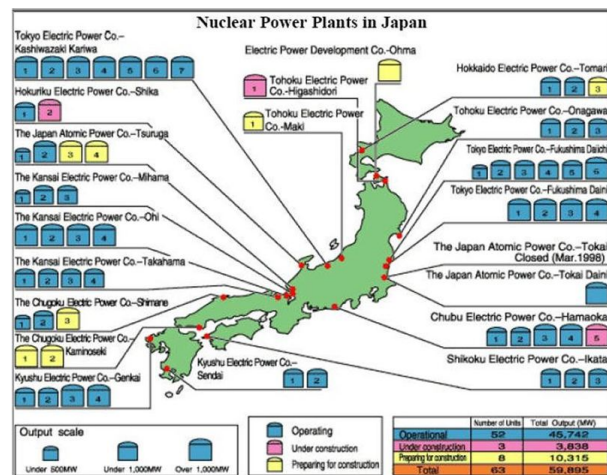 Nuclear Power Plants in Japan
Tokyo Electric Power Co.–
Kashiwazaki Kariwa
1 2 3 4 5 6 7
Hokuriku Electric Power Co.–Shika
1 2
The Japan Atomic Power Co.–Tsuruga
1 2 3 4
The Kansai Electric Power Co.–Mihama
1 2 3
The Kansai Electric Power Co.–Ohi
1 2 3 4
The Kansai Electric Power Co.–Takahama
1 2 3 4
The Chugoku Electric Power Co.–Shimane
1 2 3
The Chugoku Electric Power Co.–
Kaminoseki
1 2
Kyushu Electric Power Co.–Genkai
1 2 3 4
Electric Power Development Co.–Ohma
Tohoku Electric Power
Co.–Higashidori
1
Tohoku Electric Power
Co.–Maki
1
Hokkaido Electric Power Co.–Tomari
1 2 3
Tohoku Electric Power Co.–Onagawa
1 2 3
Tokyo Electric Power Co.–Fukushima Daiichi
1 2 3 4 5 6
Tokyo Electric Power Co.–Fukushima Daini
1 2 3 4
The Japan Atomic Power Co.–Tokai
Closed (Mar.1998)
The Japan Atomic Power Co.–Tokai Daini
Chubu Electric Power Co.–Hamaoka
1 2 3 4 5
Shikoku Electric Power Co.–Ikata
1 2 3
Kyushu Electric Power Co.–
Sendai
1 2
Output scale
Under 500MW Under 1,000MW Over 1,000MW
Operating
Under construction
Preparing for construction
Number of Units Total Output (MW)
Operational 52 45,742
Under construction 3 3,838
Preparing for construction 8 10,315
Total 63 59,895